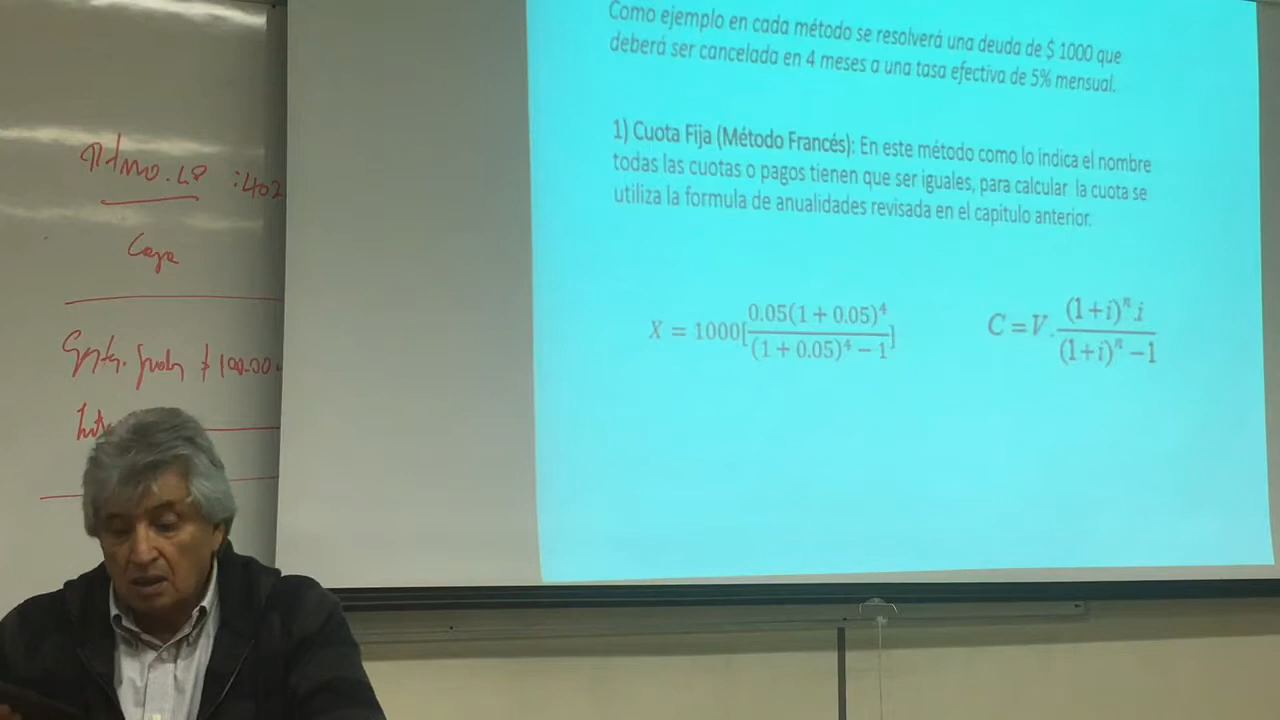 Como ejemplo en cada método se resolverá una deuda de $ 1000 que
deberá ser cancelada en 4 meses a una tasa efectiva de 5% mensual.
1) Cuota Fija (Método Francés): En este método como lo indica el nombre
todas las cuotas o pagos tienen que ser iguales, para calcular la cuota se
utiliza la formula de anualidades revisada en el capitulo anterior.
X = 1000[0.05(1 + 0.05)^4 / (1 + 0.05)^4 − 1]
C = V. (1+i)^n.i / (1+i)^n − 1
:402
Caja
$ 100.00